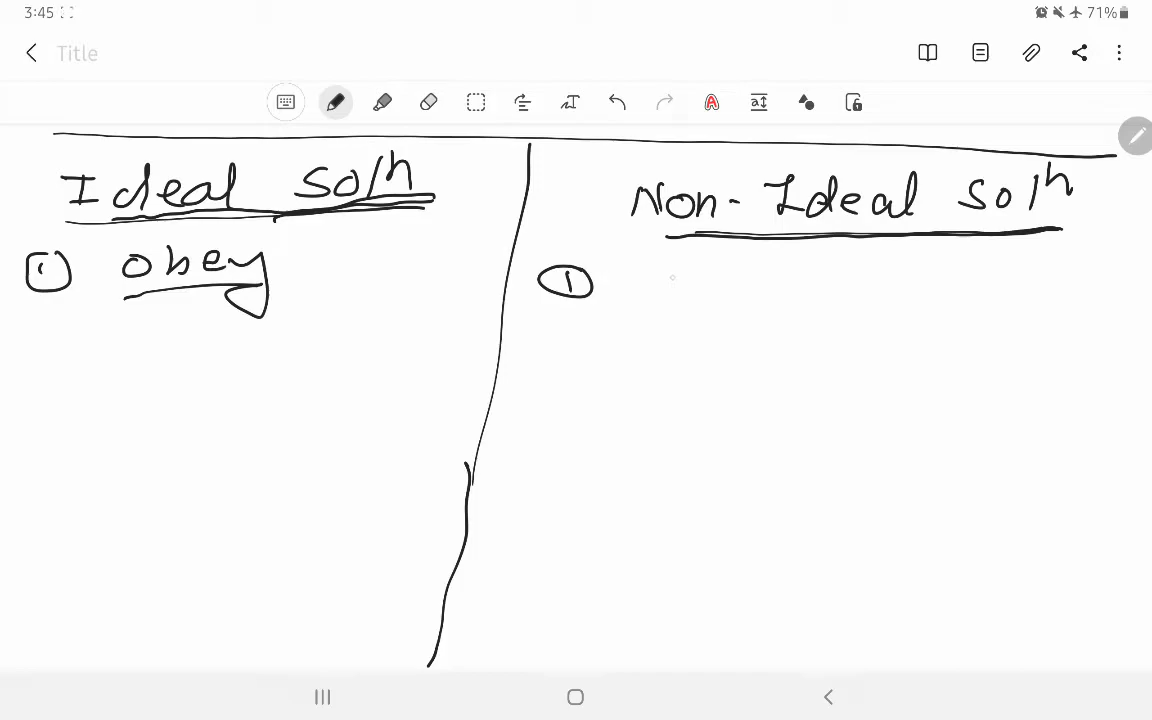 3:45 71%
Title
Ideal soln
Non-Ideal soln
① obey
①